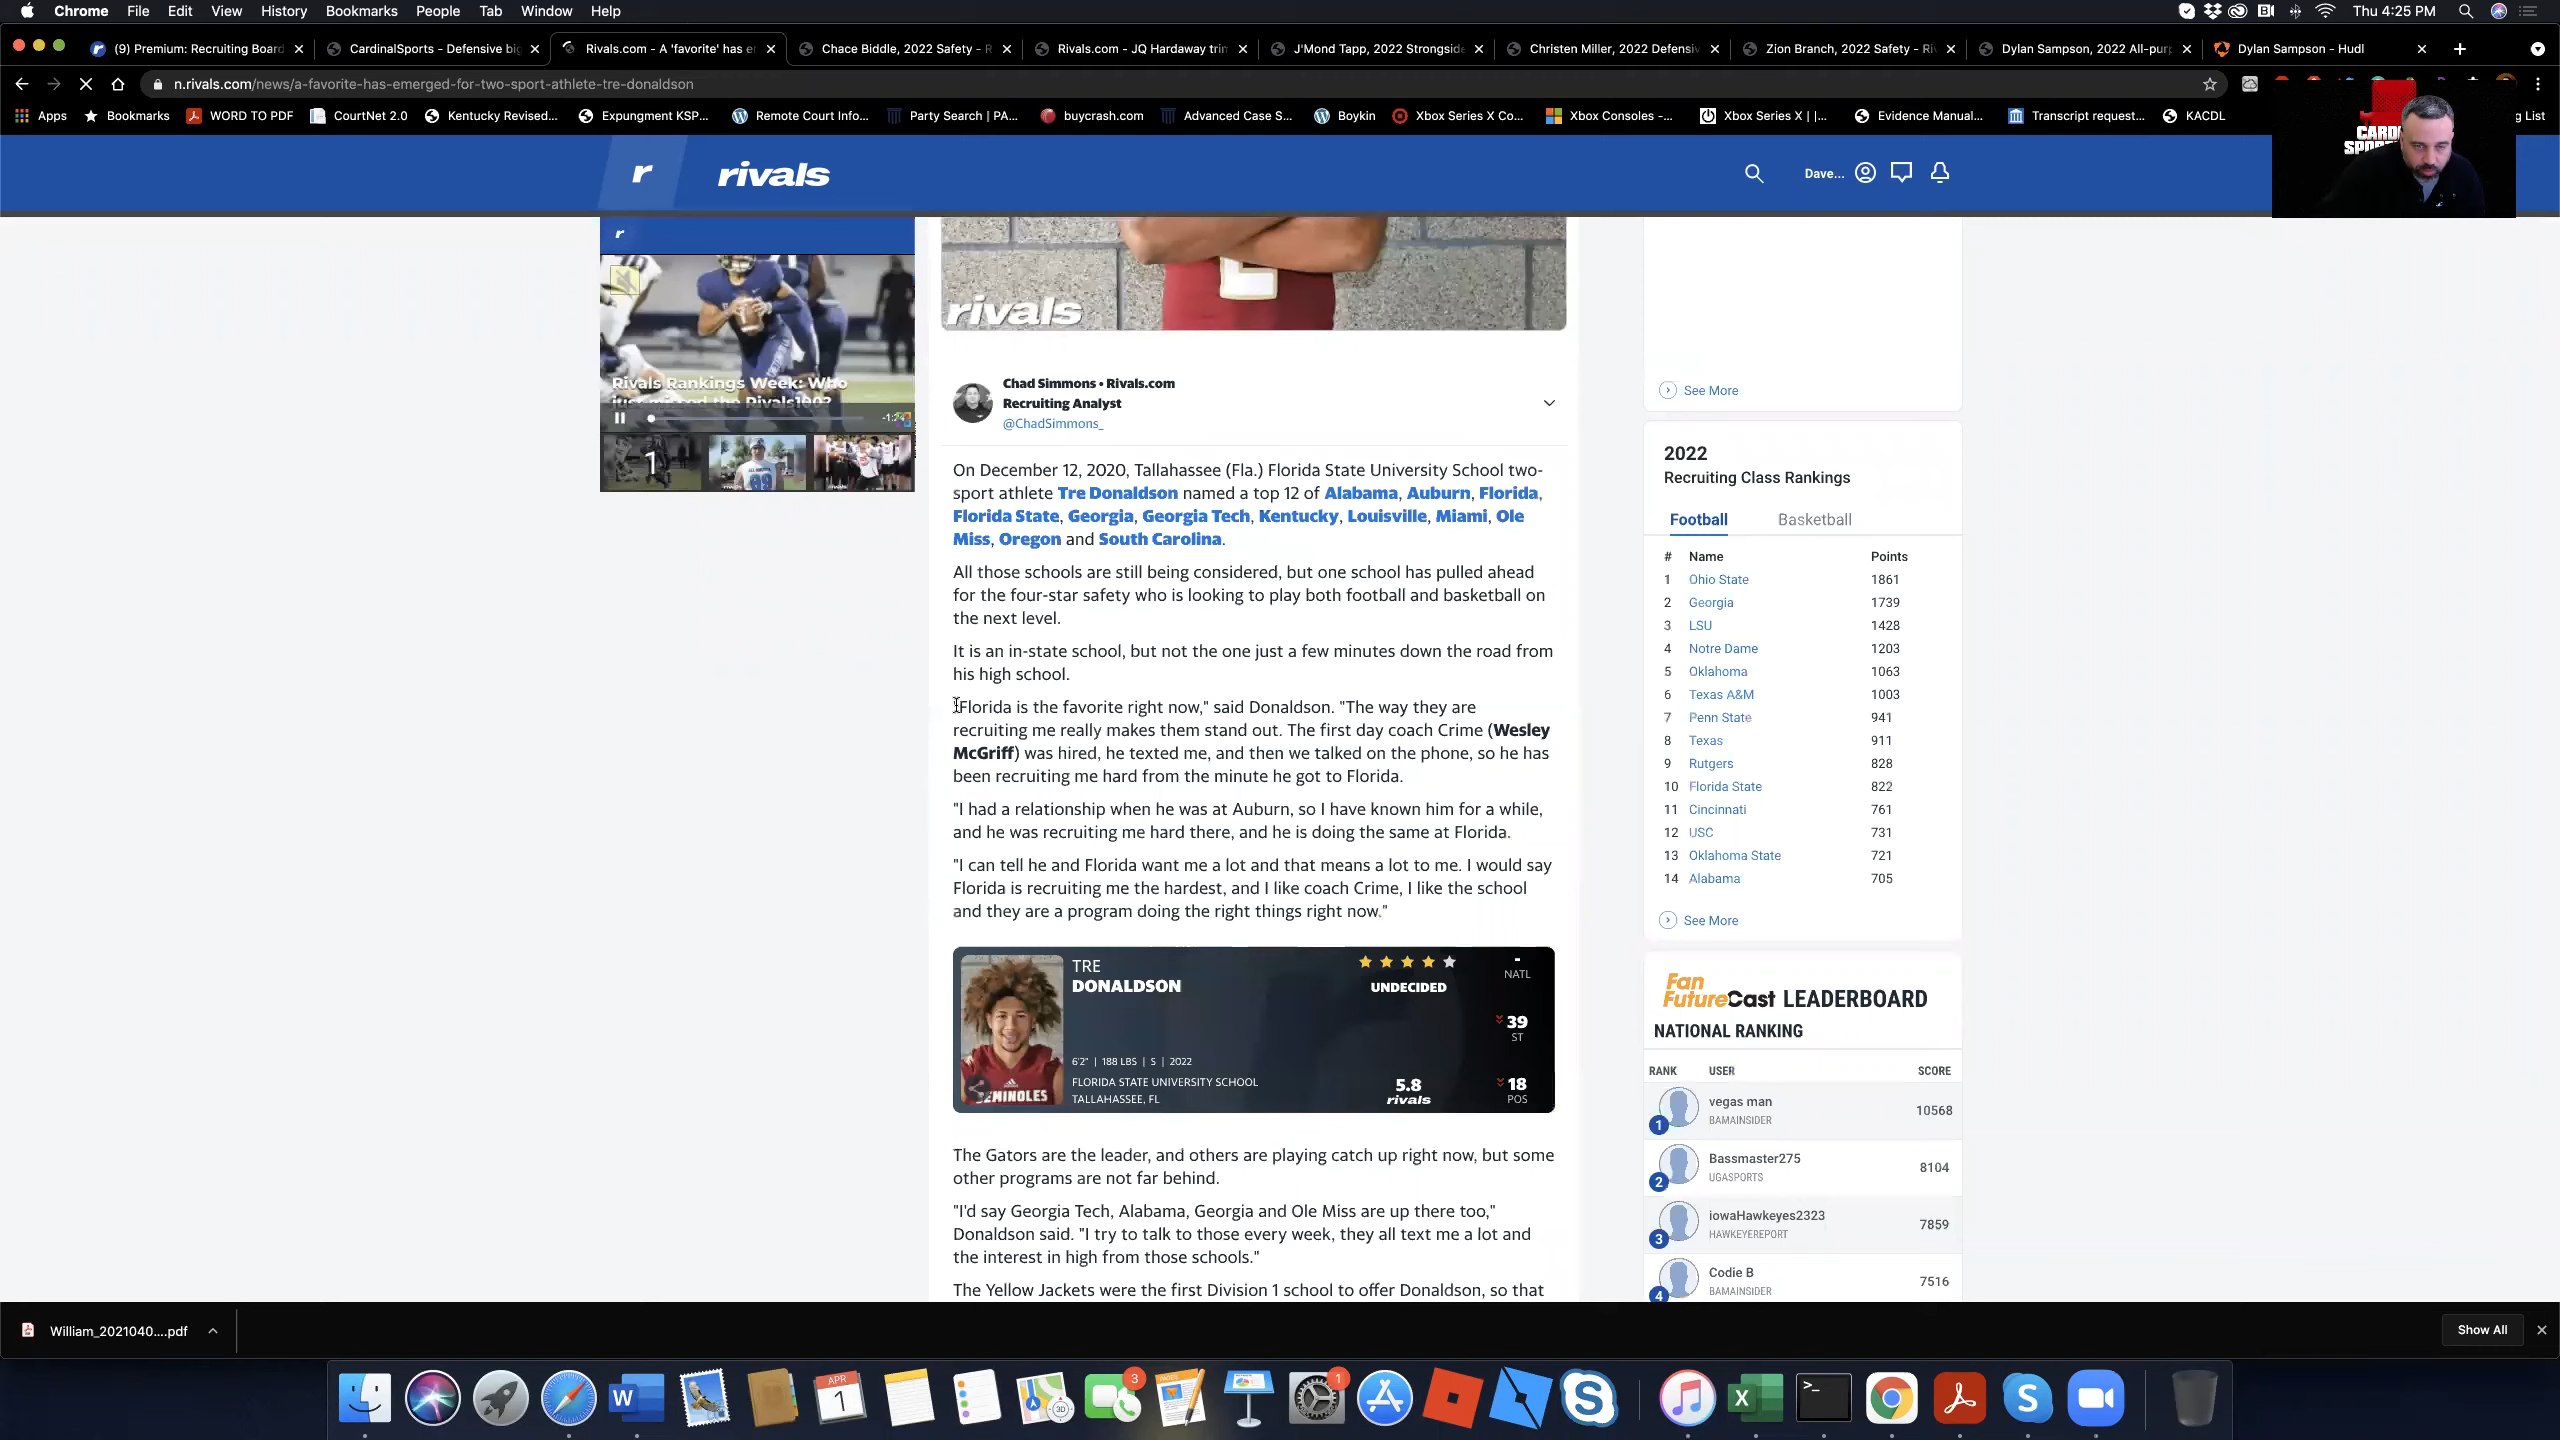 Chrome File Edit View History Bookmarks People Tab Window Help
Thu 4:25 PM
(9) Premium: Recruiting Board
CardinalSports - Defensive big
Rivals.com - A 'favorite' has e
Chace Biddle, 2022 Safety - R
Rivals.com - JQ Hardaway trim
J'Mond Tapp, 2022 Strongside
Christen Miller, 2022 Defensiv
Zion Branch, 2022 Safety - Riv
Dylan Sampson, 2022 All-pur
Dylan Sampson - Hudl
n.rivals.com/news/a-favorite-has-emerged-for-two-sport-athlete-tre-donaldson
Apps
Bookmarks
WORD TO PDF
CourtNet 2.0
Kentucky Revised...
Expungment KSP...
Remote Court Info...
Party Search | PA...
buycrash.com
Advanced Case S...
Boykin
Xbox Series X Co...
Xbox Consoles -...
Xbox Series X | |...
Evidence Manual...
Transcript request...
KACDL
g List
r rivals
Dave...
r
Rivals Rankings Week: Who
just missed the Rivals100?
1
rivals
Chad Simmons • Rivals.com
Recruiting Analyst
@ChadSimmons_
On December 12, 2020, Tallahassee (Fla.) Florida State University School two-
sport athlete Tre Donaldson named a top 12 of Alabama, Auburn, Florida,
Florida State, Georgia, Georgia Tech, Kentucky, Louisville, Miami, Ole
Miss, Oregon and South Carolina.
All those schools are still being considered, but one school has pulled ahead
for the four-star safety who is looking to play both football and basketball on
the next level.
It is an in-state school, but not the one just a few minutes down the road from
his high school.
"Florida is the favorite right now," said Donaldson. "The way they are
recruiting me really makes them stand out. The first day coach Crime (Wesley
McGriff) was hired, he texted me, and then we talked on the phone, so he has
been recruiting me hard from the minute he got to Florida.
"I had a relationship when he was at Auburn, so I have known him for a while,
and he was recruiting me hard there, and he is doing the same at Florida.
"I can tell he and Florida want me a lot and that means a lot to me. I would say
Florida is recruiting me the hardest, and I like coach Crime, I like the school
and they are a program doing the right things right now."
TRE
DONALDSON
UNDECIDED
- NATL
39 ST
6'2" | 188 LBS | S | 2022
FLORIDA STATE UNIVERSITY SCHOOL
TALLAHASSEE, FL
5.8
rivals
18 POS
The Gators are the leader, and others are playing catch up right now, but some
other programs are not far behind.
"I'd say Georgia Tech, Alabama, Georgia and Ole Miss are up there too,"
Donaldson said. "I try to talk to those every week, they all text me a lot and
the interest in high from those schools."
The Yellow Jackets were the first Division 1 school to offer Donaldson, so that
See More
2022
Recruiting Class Rankings
Football Basketball
# Name Points
1 Ohio State 1861
2 Georgia 1739
3 LSU 1428
4 Notre Dame 1203
5 Oklahoma 1063
6 Texas A&M 1003
7 Penn State 941
8 Texas 911
9 Rutgers 828
10 Florida State 822
11 Cincinnati 761
12 USC 731
13 Oklahoma State 721
14 Alabama 705
See More
Fan
FutureCast LEADERBOARD
NATIONAL RANKING
RANK USER SCORE
1 vegas man 10568
BAMAINSIDER
2 Bassmaster275 8104
UGASPORTS
3 iowaHawkeyes2323 7859
HAWKEYEREPORT
4 Codie B 7516
BAMAINSIDER
William_2021040....pdf
Show All
APR
1
3
1